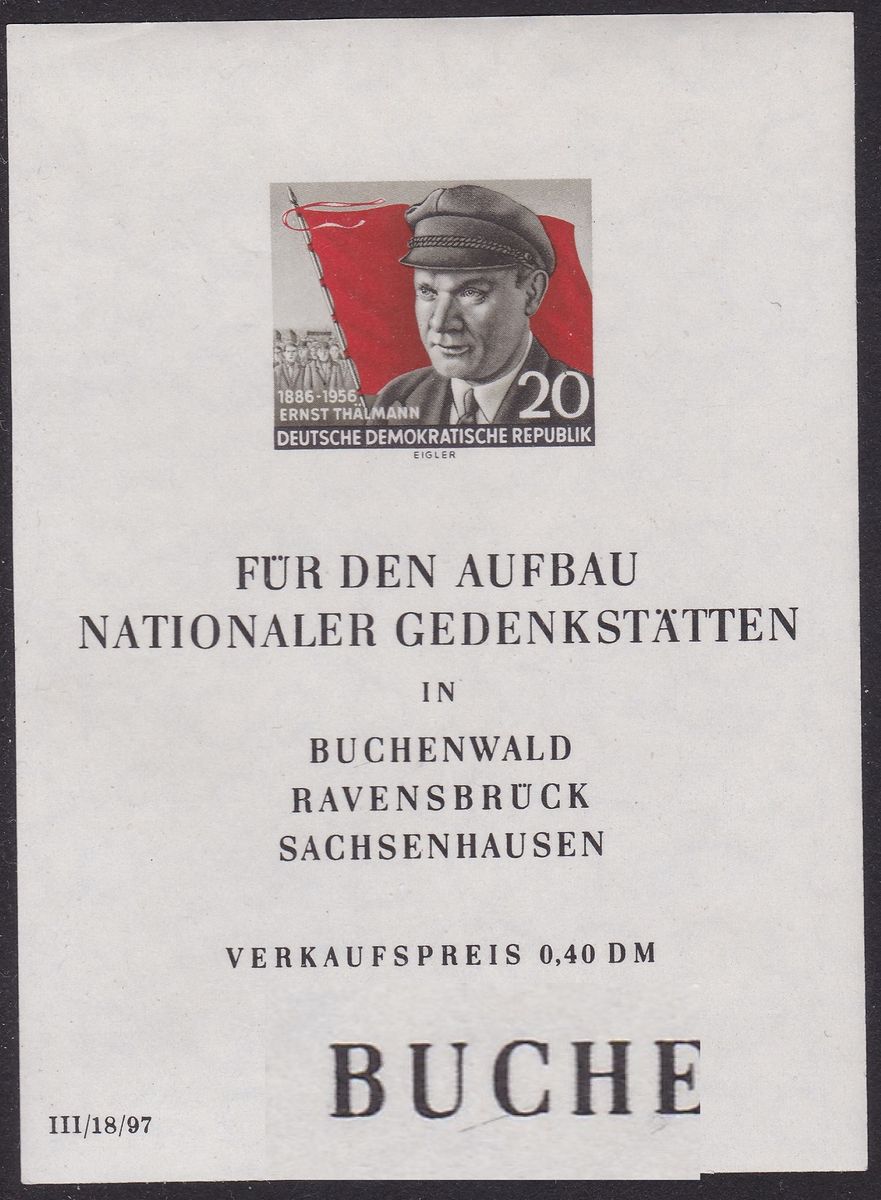 1886-1956
ERNST THÄLMANN
20
DEUTSCHE DEMOKRATISCHE REPUBLIK
EIGLER
FÜR DEN AUFBAU
NATIONALER GEDENKSTÄTTEN
IN
BUCHENWALD
RAVENSBRÜCK
SACHSENHAUSEN
VERKAUFSPREIS 0,40 DM
BUCHE
III/18/97